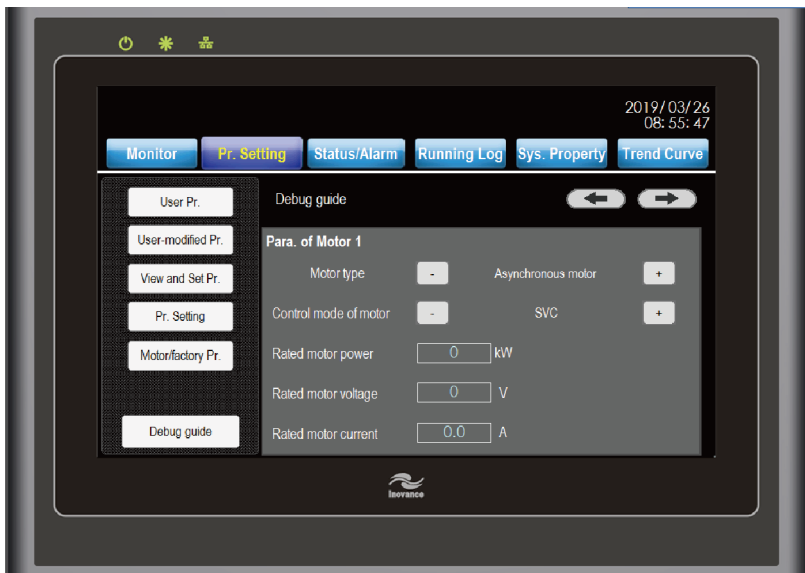 2019/03/26
08:55:47
Monitor
Pr. Setting
Status/Alarm
Running Log
Sys. Property
Trend Curve
User Pr.
User-modified Pr.
View and Set Pr.
Pr. Setting
Motor/factory Pr.
Debug guide
Debug guide
Para. of Motor 1
Motor type - Asynchronous motor +
Control mode of motor - SVC +
Rated motor power 0 kW
Rated motor voltage 0 V
Rated motor current 0.0 A
Inovance